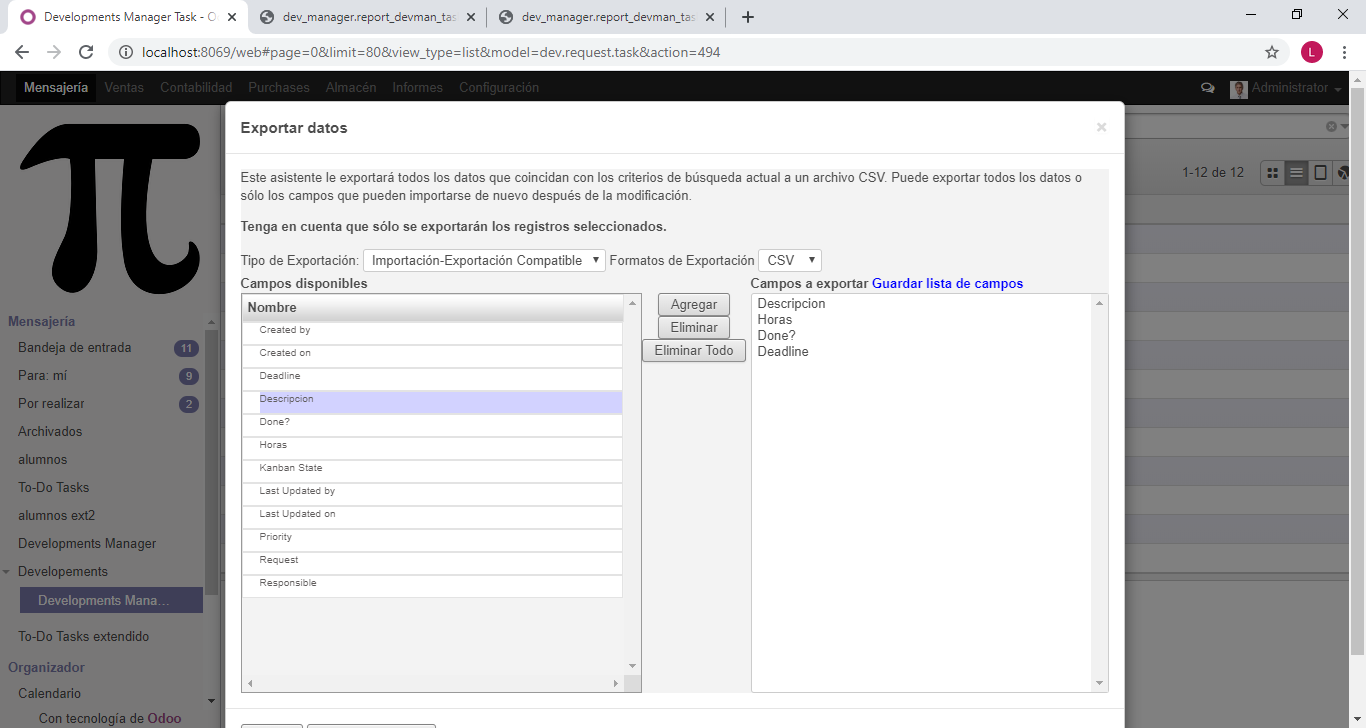 Developments Manager Task - O
dev_manager.report_devman_tas
dev_manager.report_devman_tas
localhost:8069/web#page=0&limit=80&view_type=list&model=dev.request.task&action=494
L
Mensajería Ventas Contabilidad Purchases Almacén Informes Configuración
Administrator
Exportar datos
×
1-12 de 12
Este asistente le exportará todos los datos que coincidan con los criterios de búsqueda actual a un archivo CSV. Puede exportar todos los datos o
sólo los campos que pueden importarse de nuevo después de la modificación.
Tenga en cuenta que sólo se exportarán los registros seleccionados.
Tipo de Exportación: Importación-Exportación Compatible Formatos de Exportación CSV
Campos disponibles
Nombre
Created by
Created on
Deadline
Descripcion
Done?
Horas
Kanban State
Last Updated by
Last Updated on
Priority
Request
Responsible
Agregar
Eliminar
Eliminar Todo
Campos a exportar Guardar lista de campos
Descripcion
Horas
Done?
Deadline
π
Mensajería
Bandeja de entrada 11
Para: mí 9
Por realizar 2
Archivados
alumnos
To-Do Tasks
alumnos ext2
Developments Manager
Developements
Developments Mana...
To-Do Tasks extendido
Organizador
Calendario
Con tecnología de Odoo